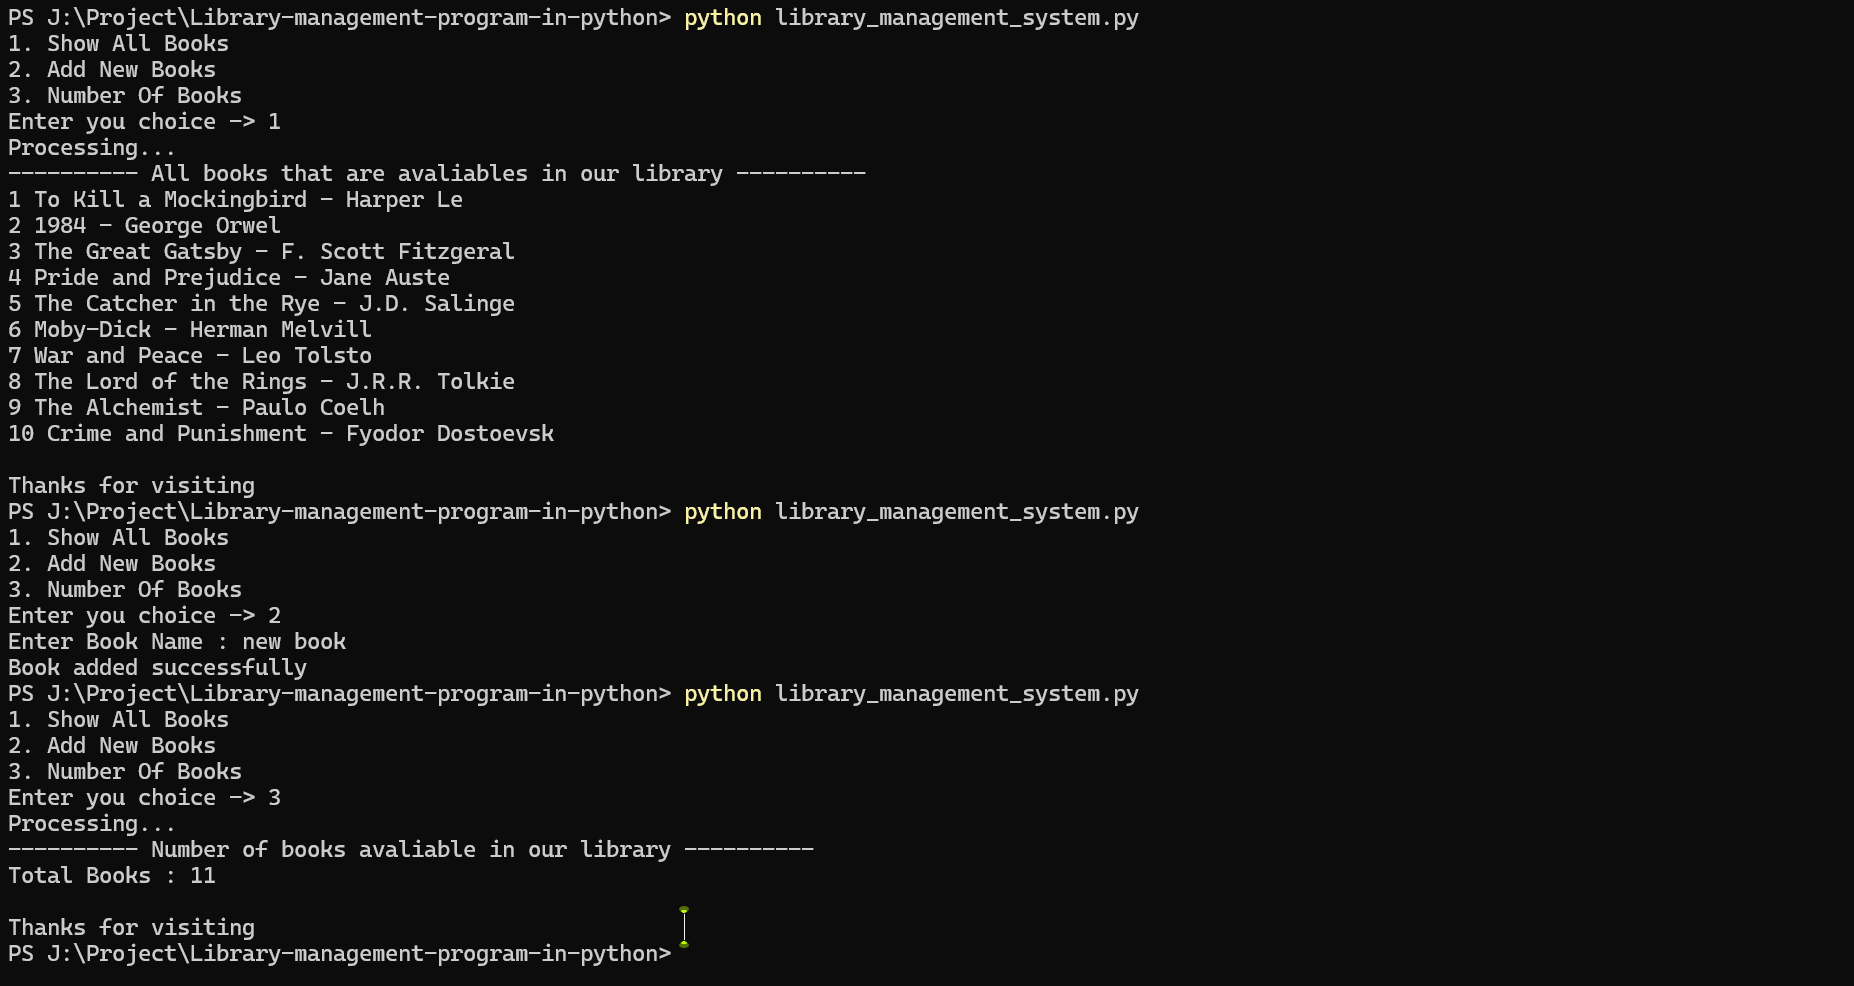 PS J:\Project\Library-management-program-in-python> python library_management_system.py
1. Show All Books
2. Add New Books
3. Number Of Books
Enter you choice -> 1
Processing...
---------- All books that are avaliables in our library ----------
1 To Kill a Mockingbird - Harper Le
2 1984 - George Orwel
3 The Great Gatsby - F. Scott Fitzgeral
4 Pride and Prejudice - Jane Auste
5 The Catcher in the Rye - J.D. Salinge
6 Moby-Dick - Herman Melvill
7 War and Peace - Leo Tolsto
8 The Lord of the Rings - J.R.R. Tolkie
9 The Alchemist - Paulo Coelh
10 Crime and Punishment - Fyodor Dostoevsk

Thanks for visiting
PS J:\Project\Library-management-program-in-python> python library_management_system.py
1. Show All Books
2. Add New Books
3. Number Of Books
Enter you choice -> 2
Enter Book Name : new book
Book added successfully
PS J:\Project\Library-management-program-in-python> python library_management_system.py
1. Show All Books
2. Add New Books
3. Number Of Books
Enter you choice -> 3
Processing...
---------- Number of books avaliable in our library ----------
Total Books : 11

Thanks for visiting
PS J:\Project\Library-management-program-in-python>